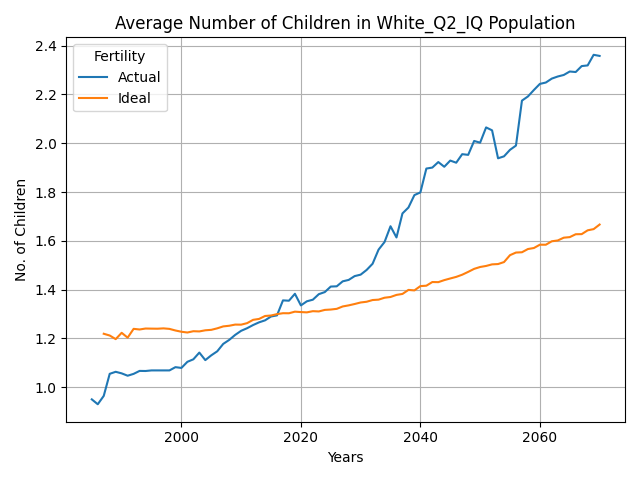 Average Number of Children in White_Q2_IQ Population
Fertility
Actual
Ideal
No. of Children
2.4
2.2
2.0
1.8
1.6
1.4
1.2
1.0
2000 2020 2040 2060
Years